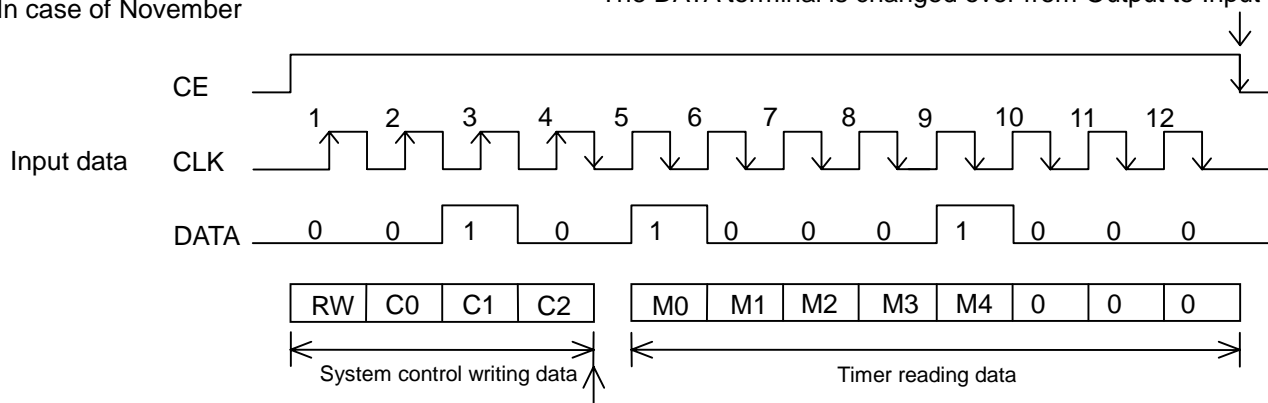 In case of November
The DATA terminal is changed over from Output to Input
CE
1 2 3 4 5 6 7 8 9 10 11 12
Input data CLK
DATA 0 0 1 0 1 0 0 0 1 0 0 0
RW C0 C1 C2 M0 M1 M2 M3 M4 0 0 0
System control writing data Timer reading data